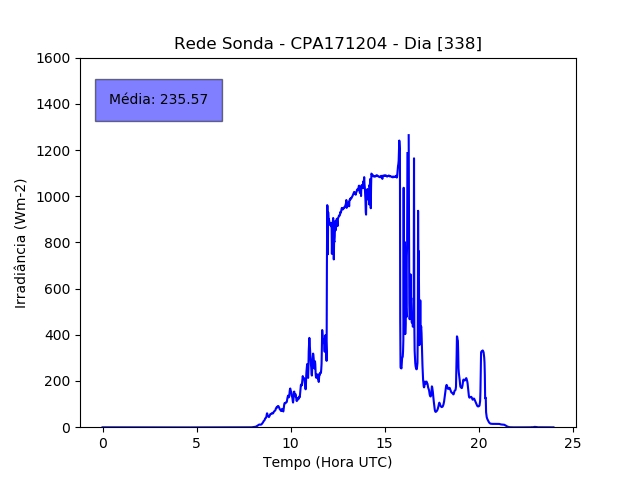 Rede Sonda - CPA171204 - Dia [338]
1600
1400
1200
1000
800
600
400
200
0
Irradiância (Wm-2)
Média: 235.57
0 5 10 15 20 25
Tempo (Hora UTC)